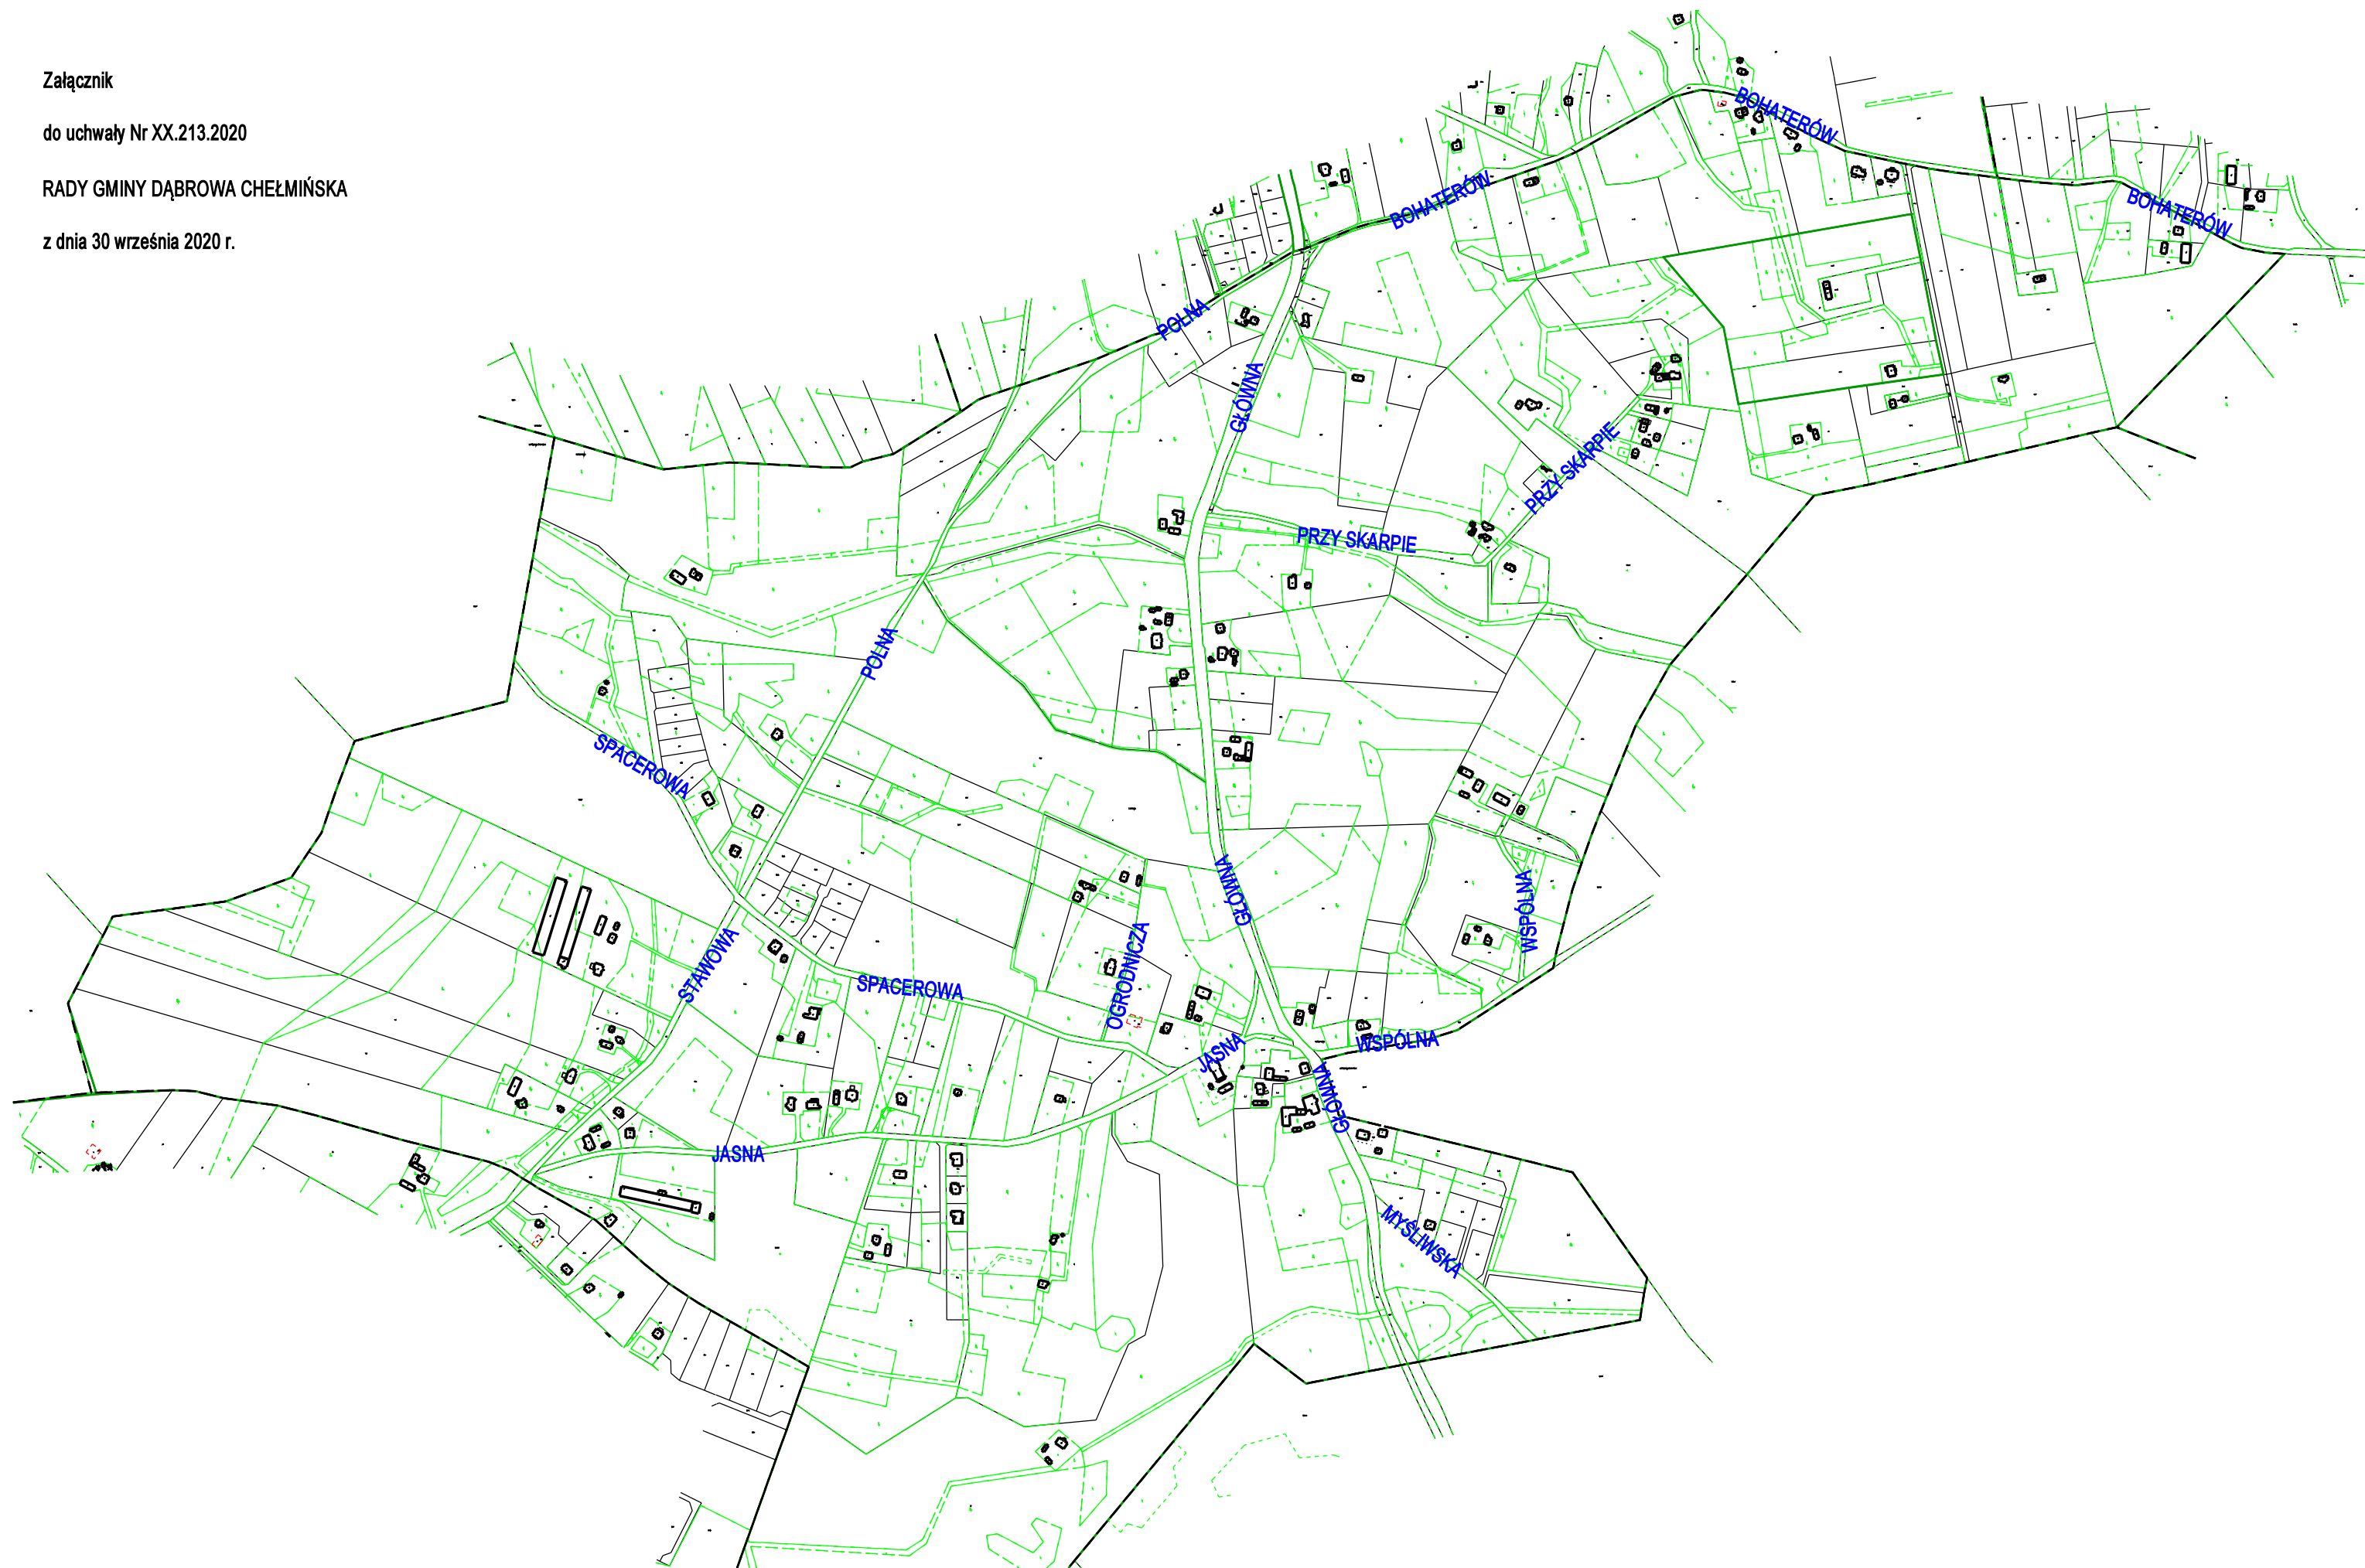 Załącznik
do uchwały Nr XX.213.2020
RADY GMINY DĄBROWA CHEŁMIŃSKA
z dnia 30 września 2020 r.
BOHATERÓW
BOHATERÓW
BOHATERÓW
POLNA
GŁÓWNA
PRZY SKARPIE
PRZY SKARPIE
POLNA
SPACEROWA
GŁÓWNA
WSPÓLNA
STAWOWA
OGRODNICZA
SPACEROWA
JASNA
WSPÓLNA
GŁÓWNA
JASNA
MYŚLIWSKA